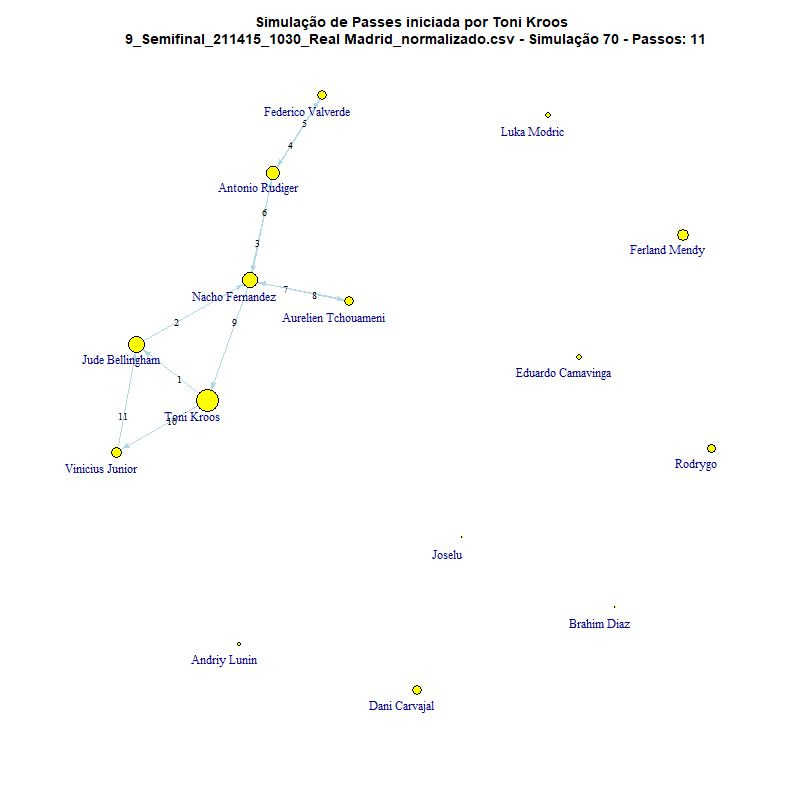 Simulação de Passes iniciada por Toni Kroos
9_Semifinal_211415_1030_Real Madrid_normalizado.csv - Simulação 70 - Passos: 11
Federico Valverde
5
Luka Modric
4
Antonio Rudiger
6
3
Ferland Mendy
7
8
Nacho Fernandez
Aurelien Tchouameni
2
9
Jude Bellingham
Eduardo Camavinga
1
11
Toni Kroos
10
Vinicius Junior
Rodrygo
Joselu
Brahim Diaz
Andriy Lunin
Dani Carvajal